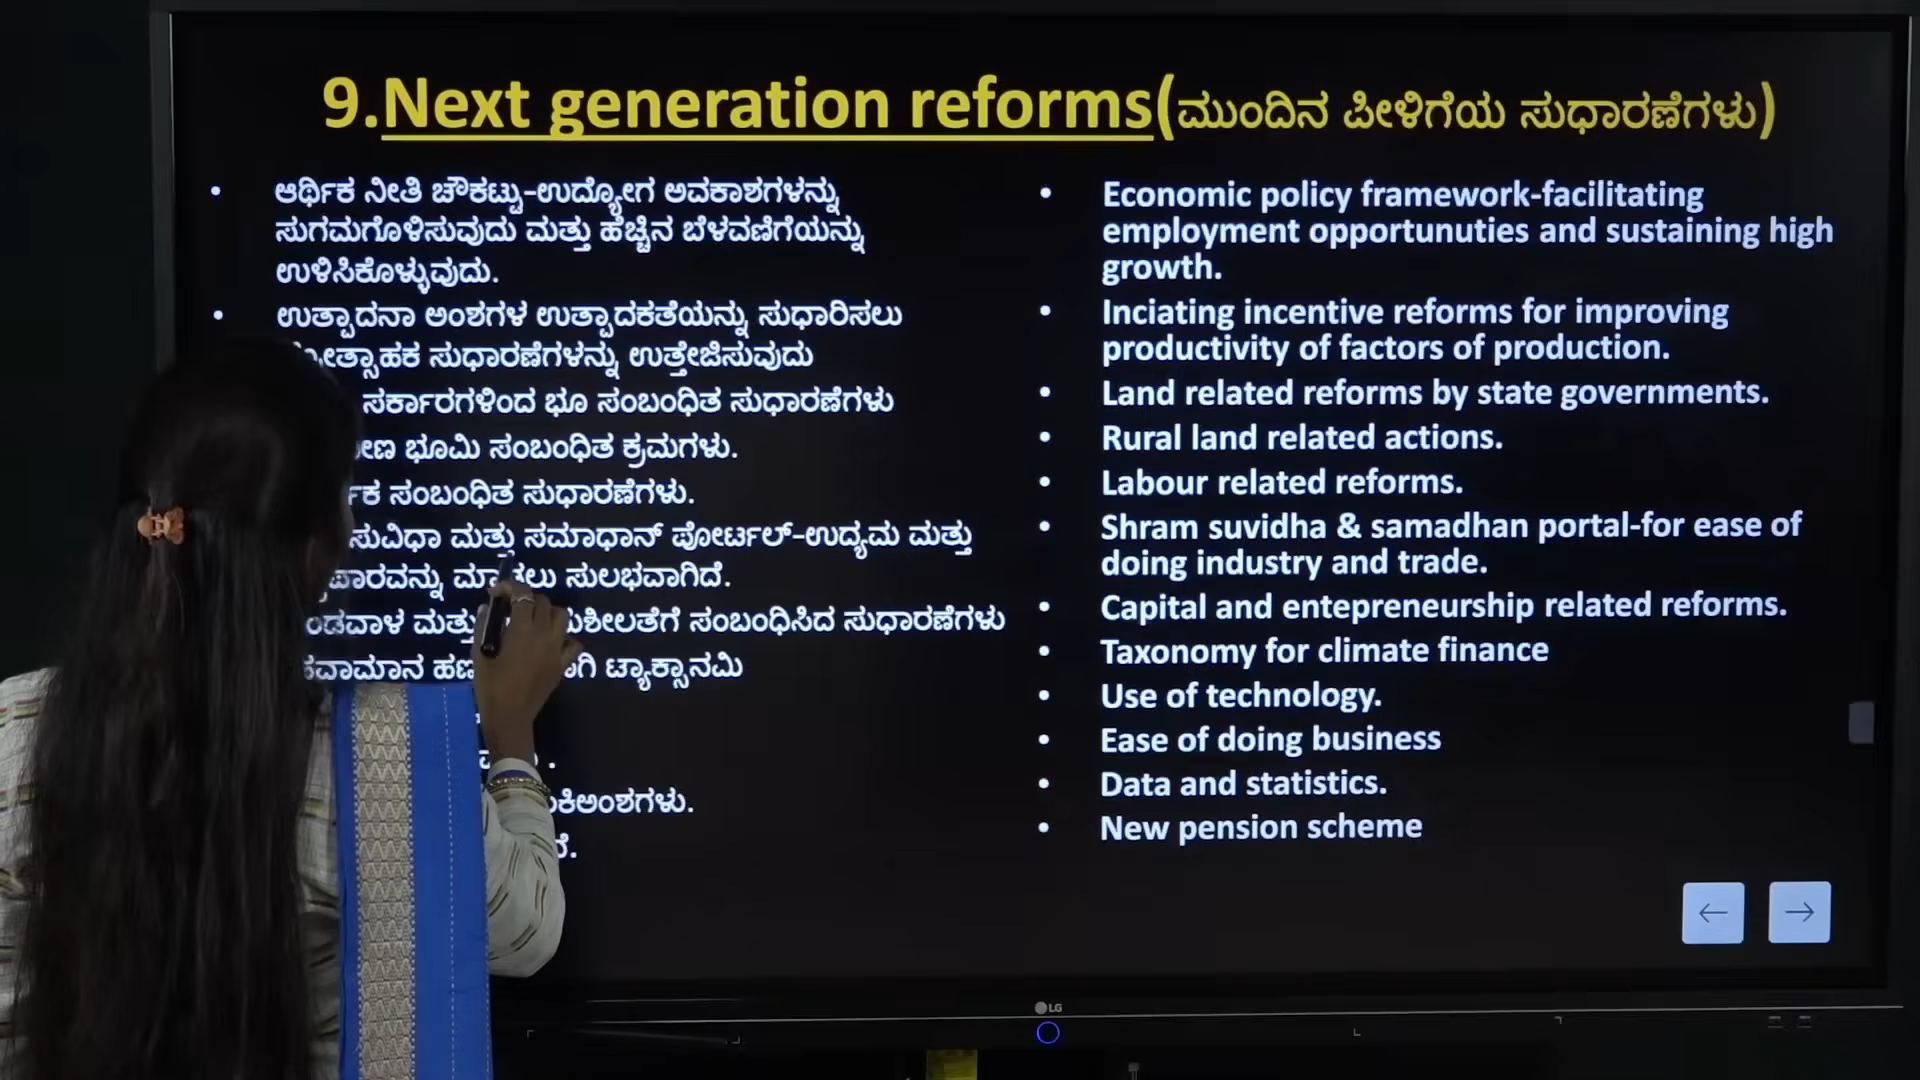 9.Next generation reforms(ಮುಂದಿನ ಪೀಳಿಗೆಯ ಸುಧಾರಣೆಗಳು)
• ಆರ್ಥಿಕ ನೀತಿ ಚೌಕಟ್ಟು-ಉದ್ಯೋಗ ಅವಕಾಶಗಳನ್ನು
ಸುಗಮಗೊಳಿಸುವುದು ಮತ್ತು ಹೆಚ್ಚಿನ ಬೆಳವಣಿಗೆಯನ್ನು
ಉಳಿಸಿಕೊಳ್ಳುವುದು.
• ಉತ್ಪಾದನಾ ಅಂಶಗಳ ಉತ್ಪಾದಕತೆಯನ್ನು ಸುಧಾರಿಸಲು
ಸುಧಾರಣೆಗಳನ್ನು ಉತ್ತೇಜಿಸುವುದು
ಸರ್ಕಾರಗಳಿಂದ ಭೂ ಸಂಬಂಧಿತ ಸುಧಾರಣೆಗಳು
ಭೂಮಿ ಸಂಬಂಧಿತ ಕ್ರಮಗಳು.
ಸಂಬಂಧಿತ ಸುಧಾರಣೆಗಳು.
ಸುವಿಧಾ ಮತ್ತು ಸಮಾಧಾನ್ ಪೋರ್ಟಲ್-ಉದ್ಯಮ ಮತ್ತು
ಸುಲಭವಾಗಿದೆ.
ಮತ್ತು ಸಂಬಂಧಿಸಿದ ಸುಧಾರಣೆಗಳು
ಟ್ಯಾಕ್ಸಾನಮಿ
• Economic policy framework-facilitating
employment opportunuties and sustaining high
growth.
• Inciating incentive reforms for improving
productivity of factors of production.
• Land related reforms by state governments.
• Rural land related actions.
• Labour related reforms.
• Shram suvidha & samadhan portal-for ease of
doing industry and trade.
• Capital and entepreneurship related reforms.
• Taxonomy for climate finance
• Use of technology.
• Ease of doing business
• Data and statistics.
• New pension scheme
LG